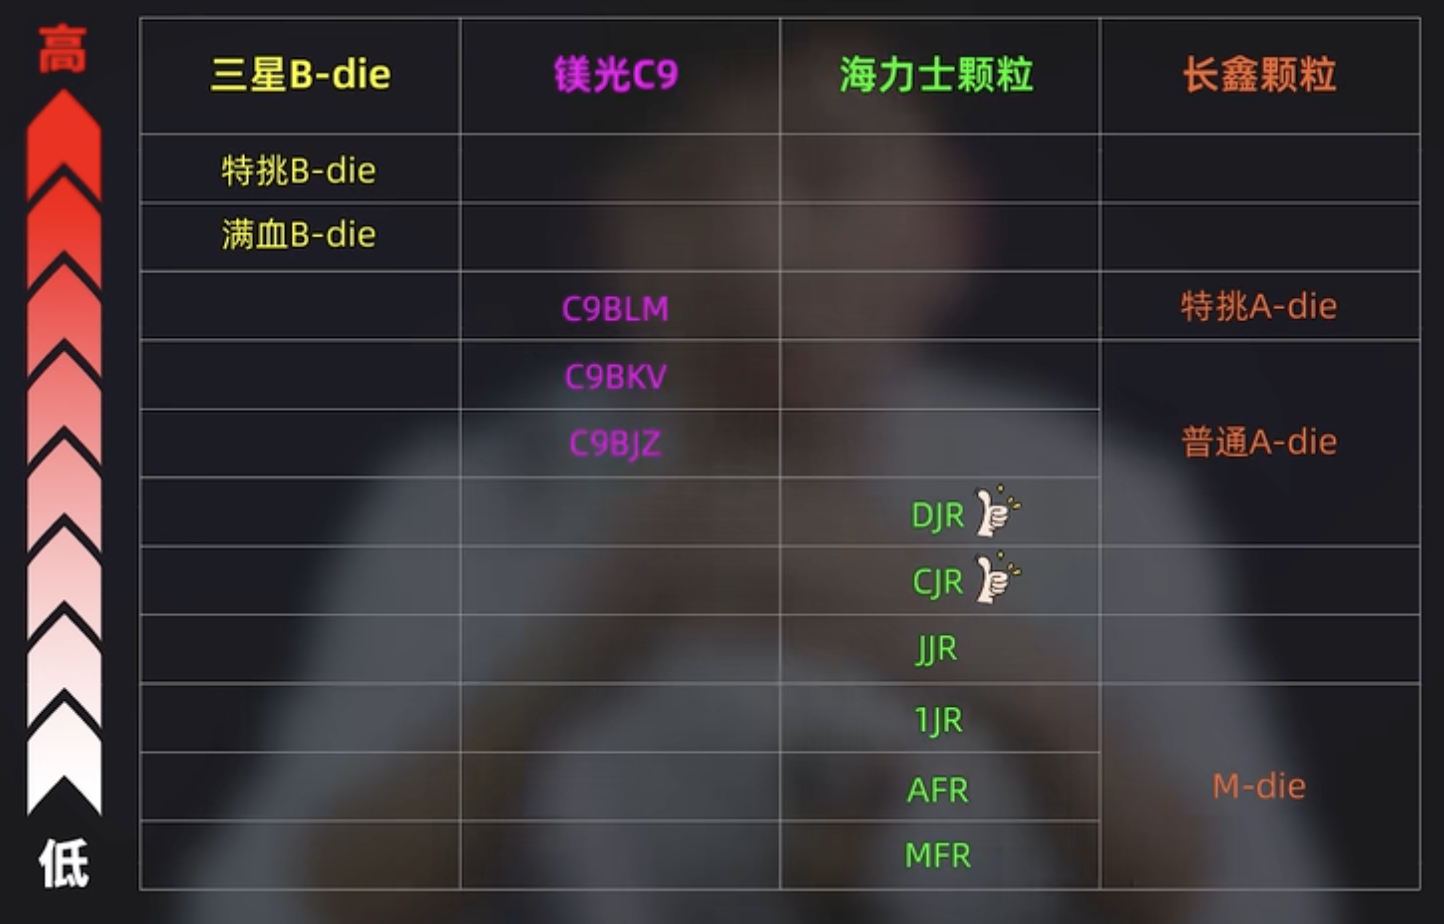 高
三星B-die 镁光C9 海力士颗粒 长鑫颗粒
特挑B-die
满血B-die
C9BLM 特挑A-die
C9BKV
C9BJZ 普通A-die
DJR
CJR
JJR
1JR
AFR M-die
MFR
低